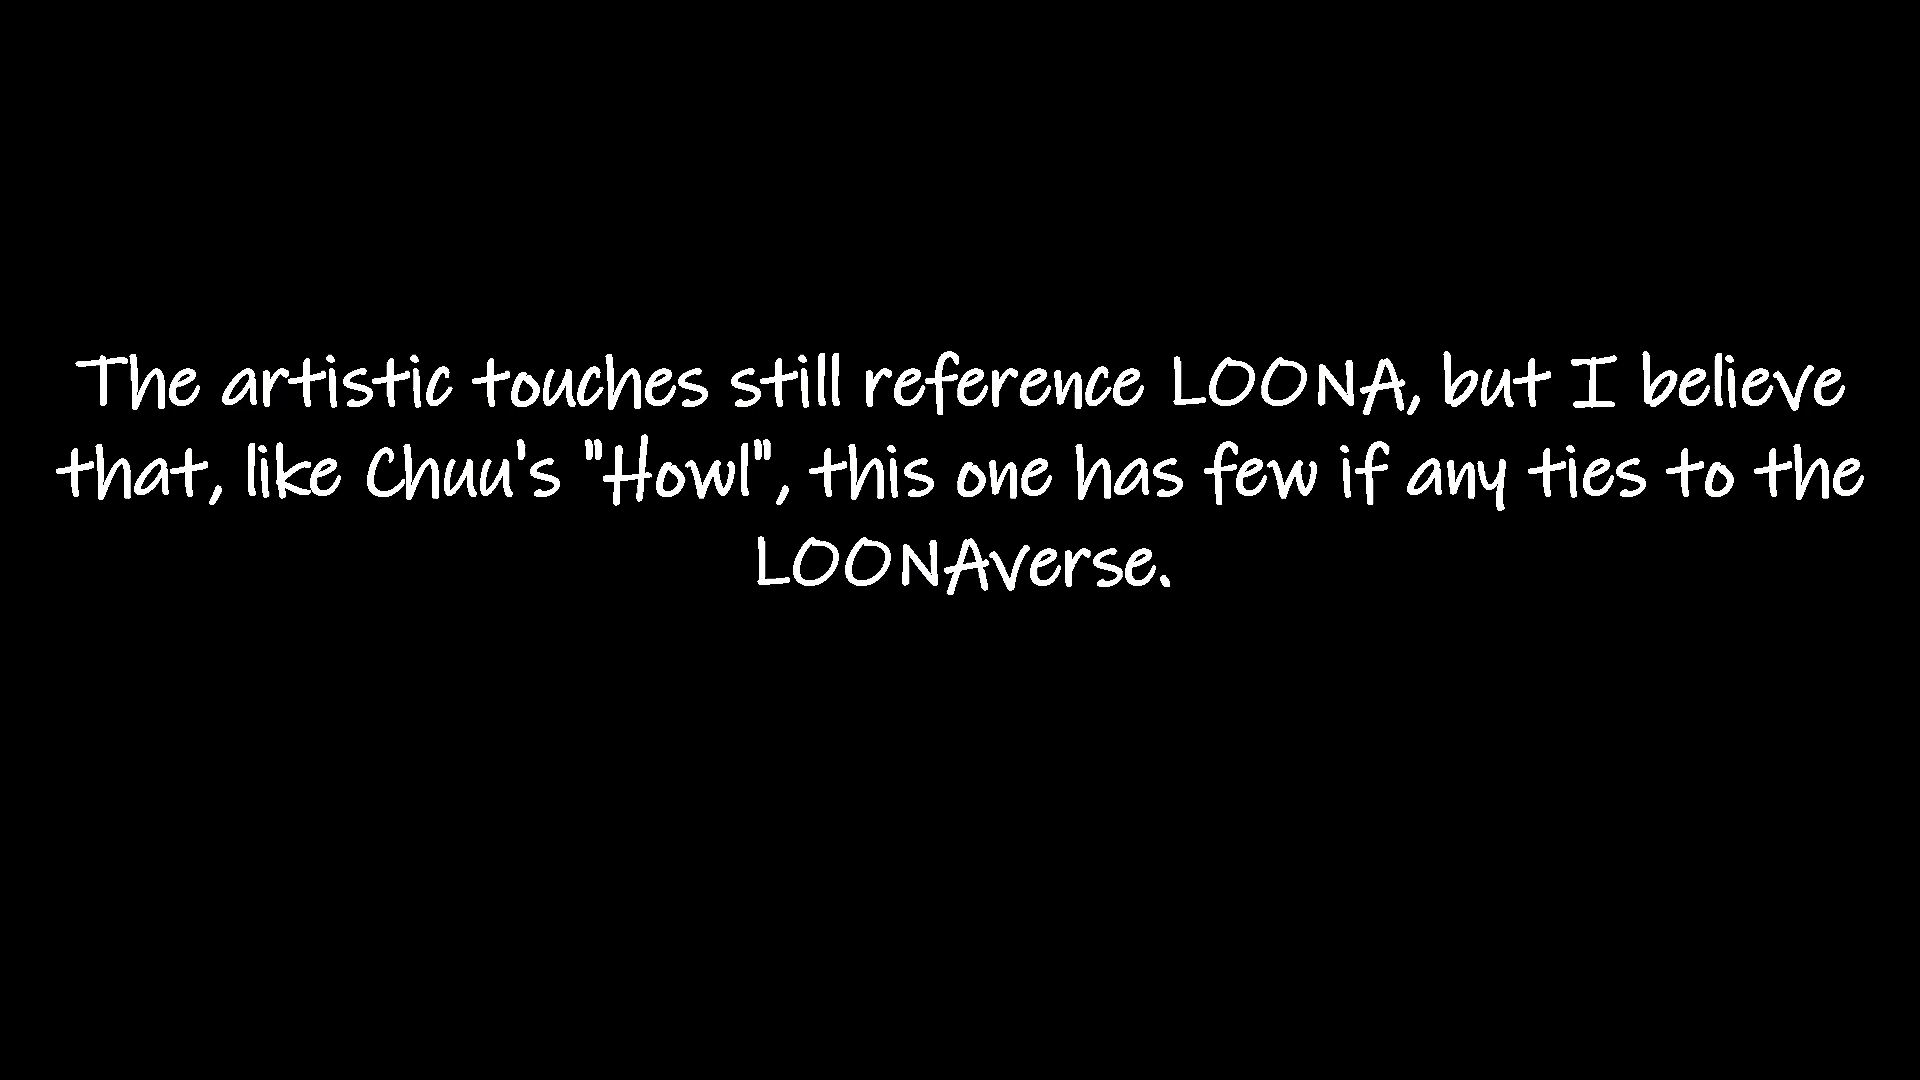 The artistic touches still reference LOONA, but I believe
that, like Chuu's "Howl", this one has few if any ties to the
LOONAverse.